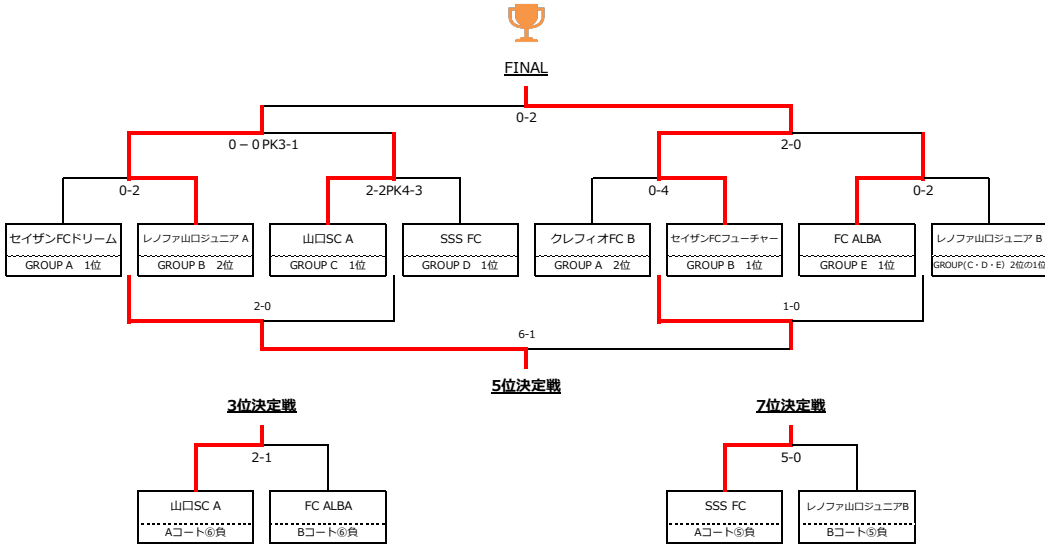 FINAL
0-2
0－0 PK3-1
2-0
0-2
2-2PK4-3
0-4
0-2
セイザンFCドリーム
GROUP A 1位
レノファ山口ジュニア A
GROUP B 2位
山口SC A
GROUP C 1位
SSS FC
GROUP D 1位
クレフィオFC B
GROUP A 2位
セイザンFCフューチャー
GROUP B 1位
FC ALBA
GROUP E 1位
レノファ山口ジュニア B
GROUP(C・D・E) 2位の1位
2-0
1-0
6-1
5位決定戦
3位決定戦
2-1
山口SC A
Aコート⑥負
FC ALBA
Bコート⑥負
7位決定戦
5-0
SSS FC
Aコート⑤負
レノファ山口ジュニアB
Bコート⑤負